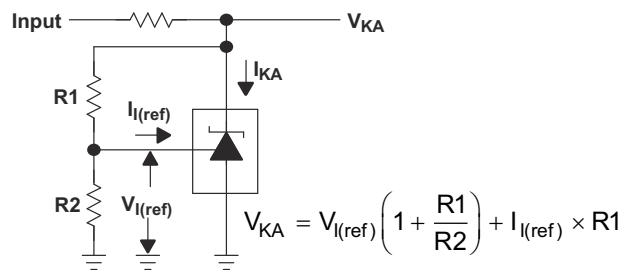 Input
V_KA
I_KA
R1
I_I(ref)
R2
V_I(ref)
V_KA = V_I(ref) (1 + R1/R2) + I_I(ref) × R1